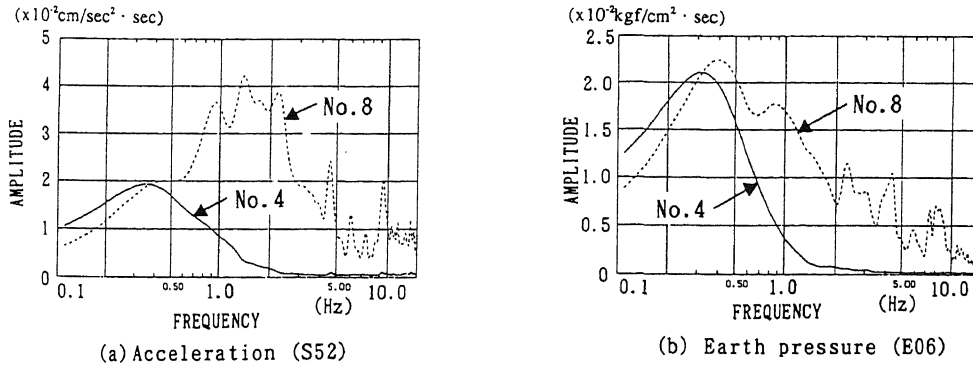 (x10⁻²cm/sec²・sec)
5
4
3
2
1
0
AMPLITUDE
No.8
No.4
0.1
0.50
1.0
5.00
10.0
(Hz)
FREQUENCY
(a) Acceleration (S52)
(x10⁻²kgf/cm²・sec)
2.5
2.0
1.5
1.0
0.5
0
AMPLITUDE
No.8
No.4
0.1
0.50
1.0
5.00
10.0
(Hz)
FREQUENCY
(b) Earth pressure (E06)